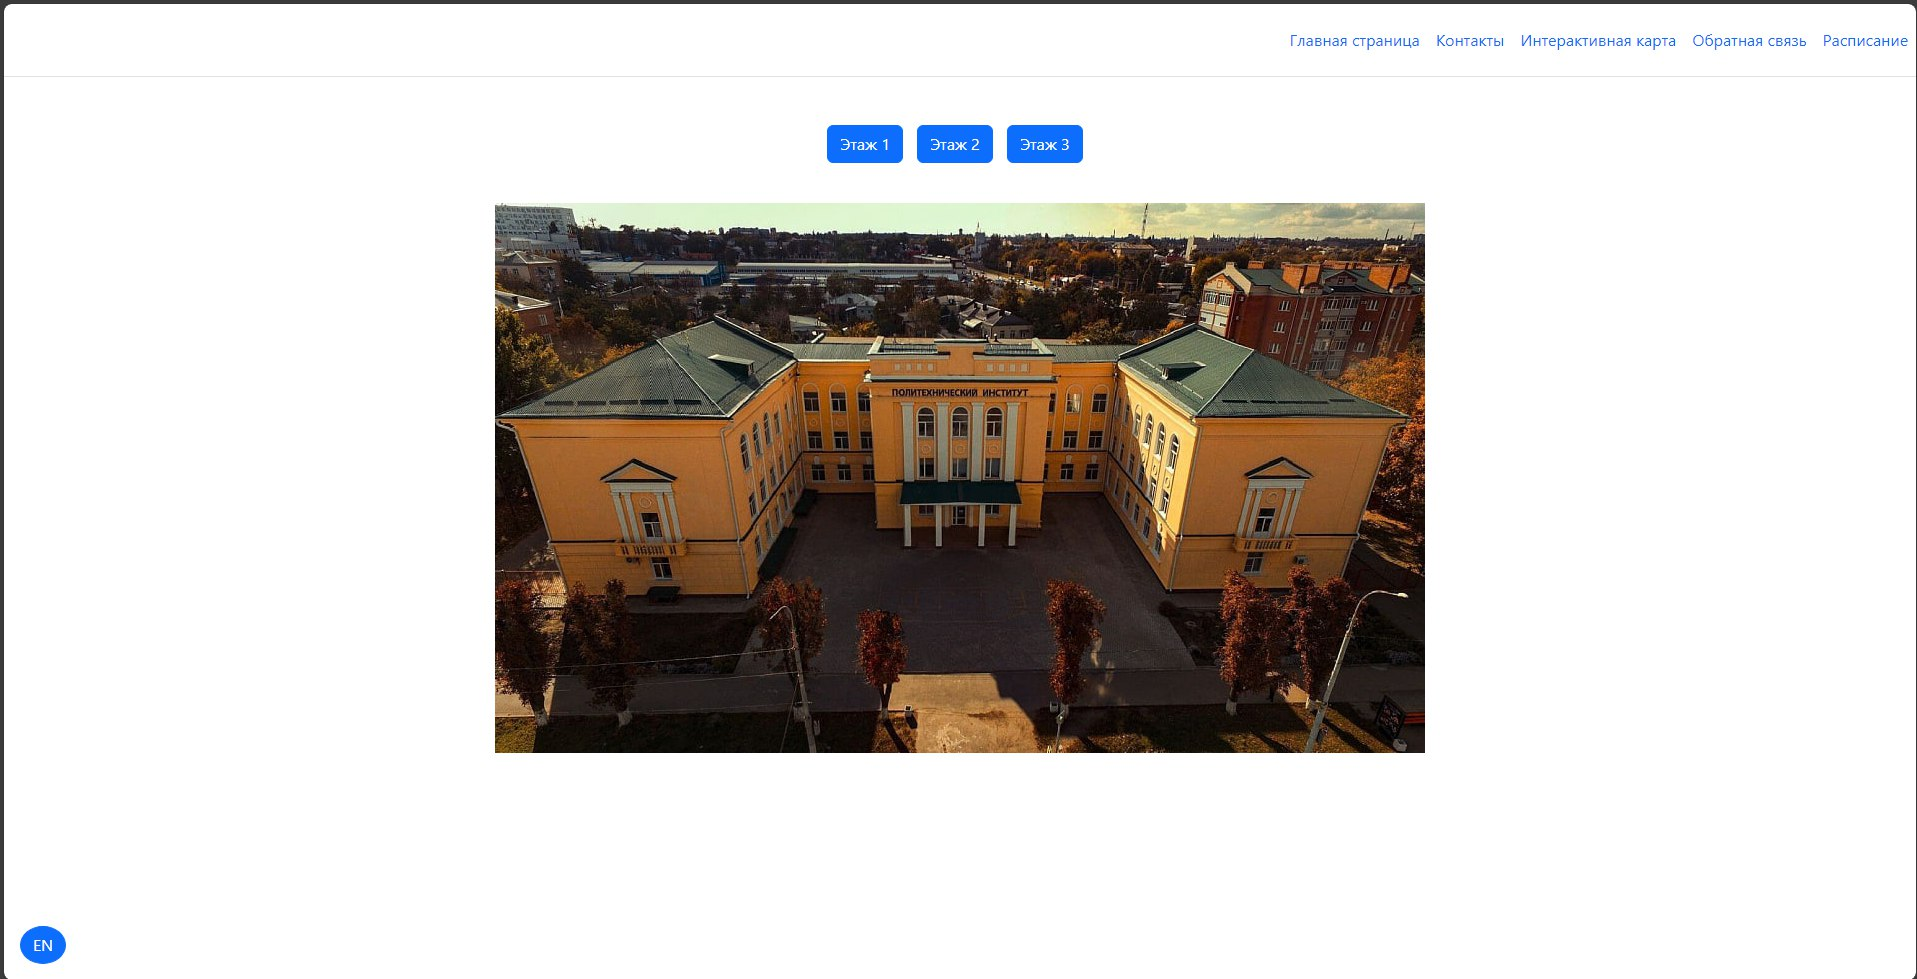 Главная страница Контакты Интерактивная карта Обратная связь Расписание
Этаж 1 Этаж 2 Этаж 3
ПОЛИТЕХНИЧЕСКИЙ ИНСТИТУТ
EN